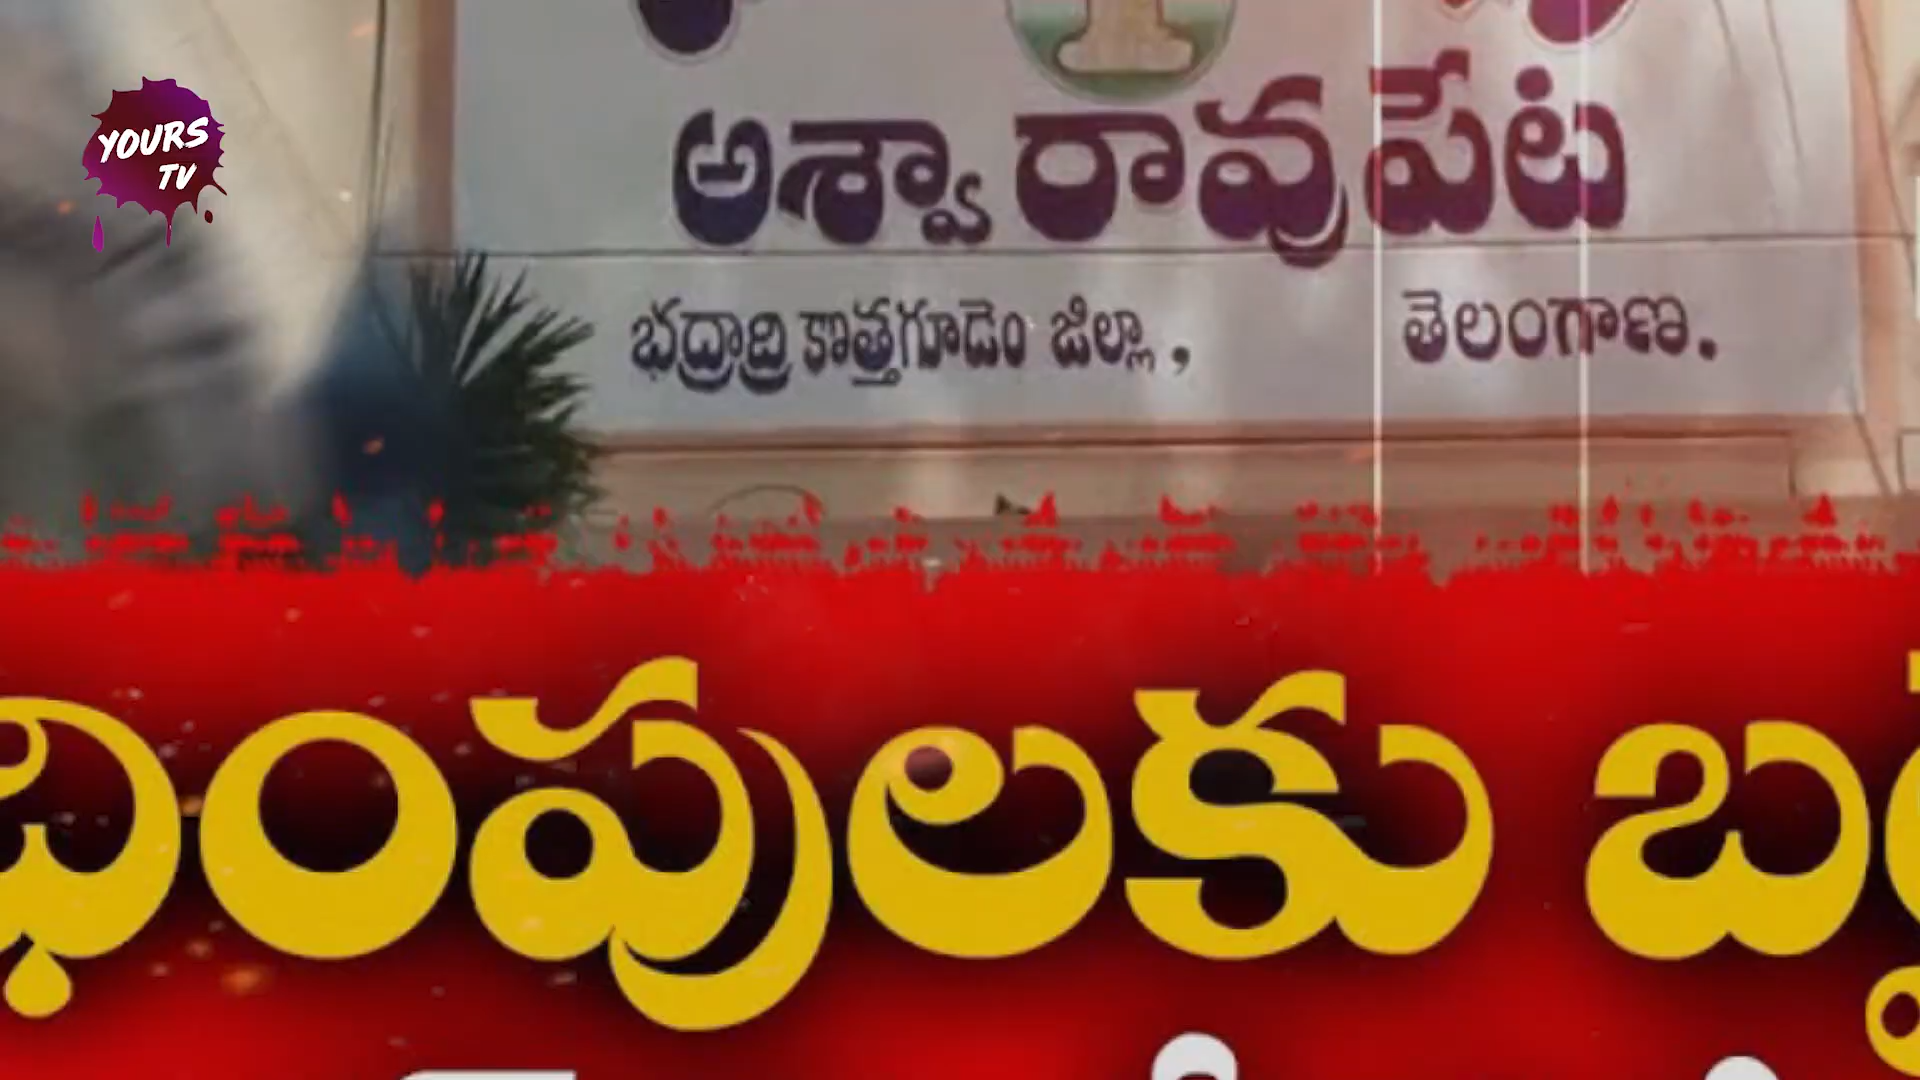 YOURS
TV
అశ్వారావుపేట
భద్రాద్రి కొత్తగూడెం జిల్లా, తెలంగాణ.
ధింపులకు